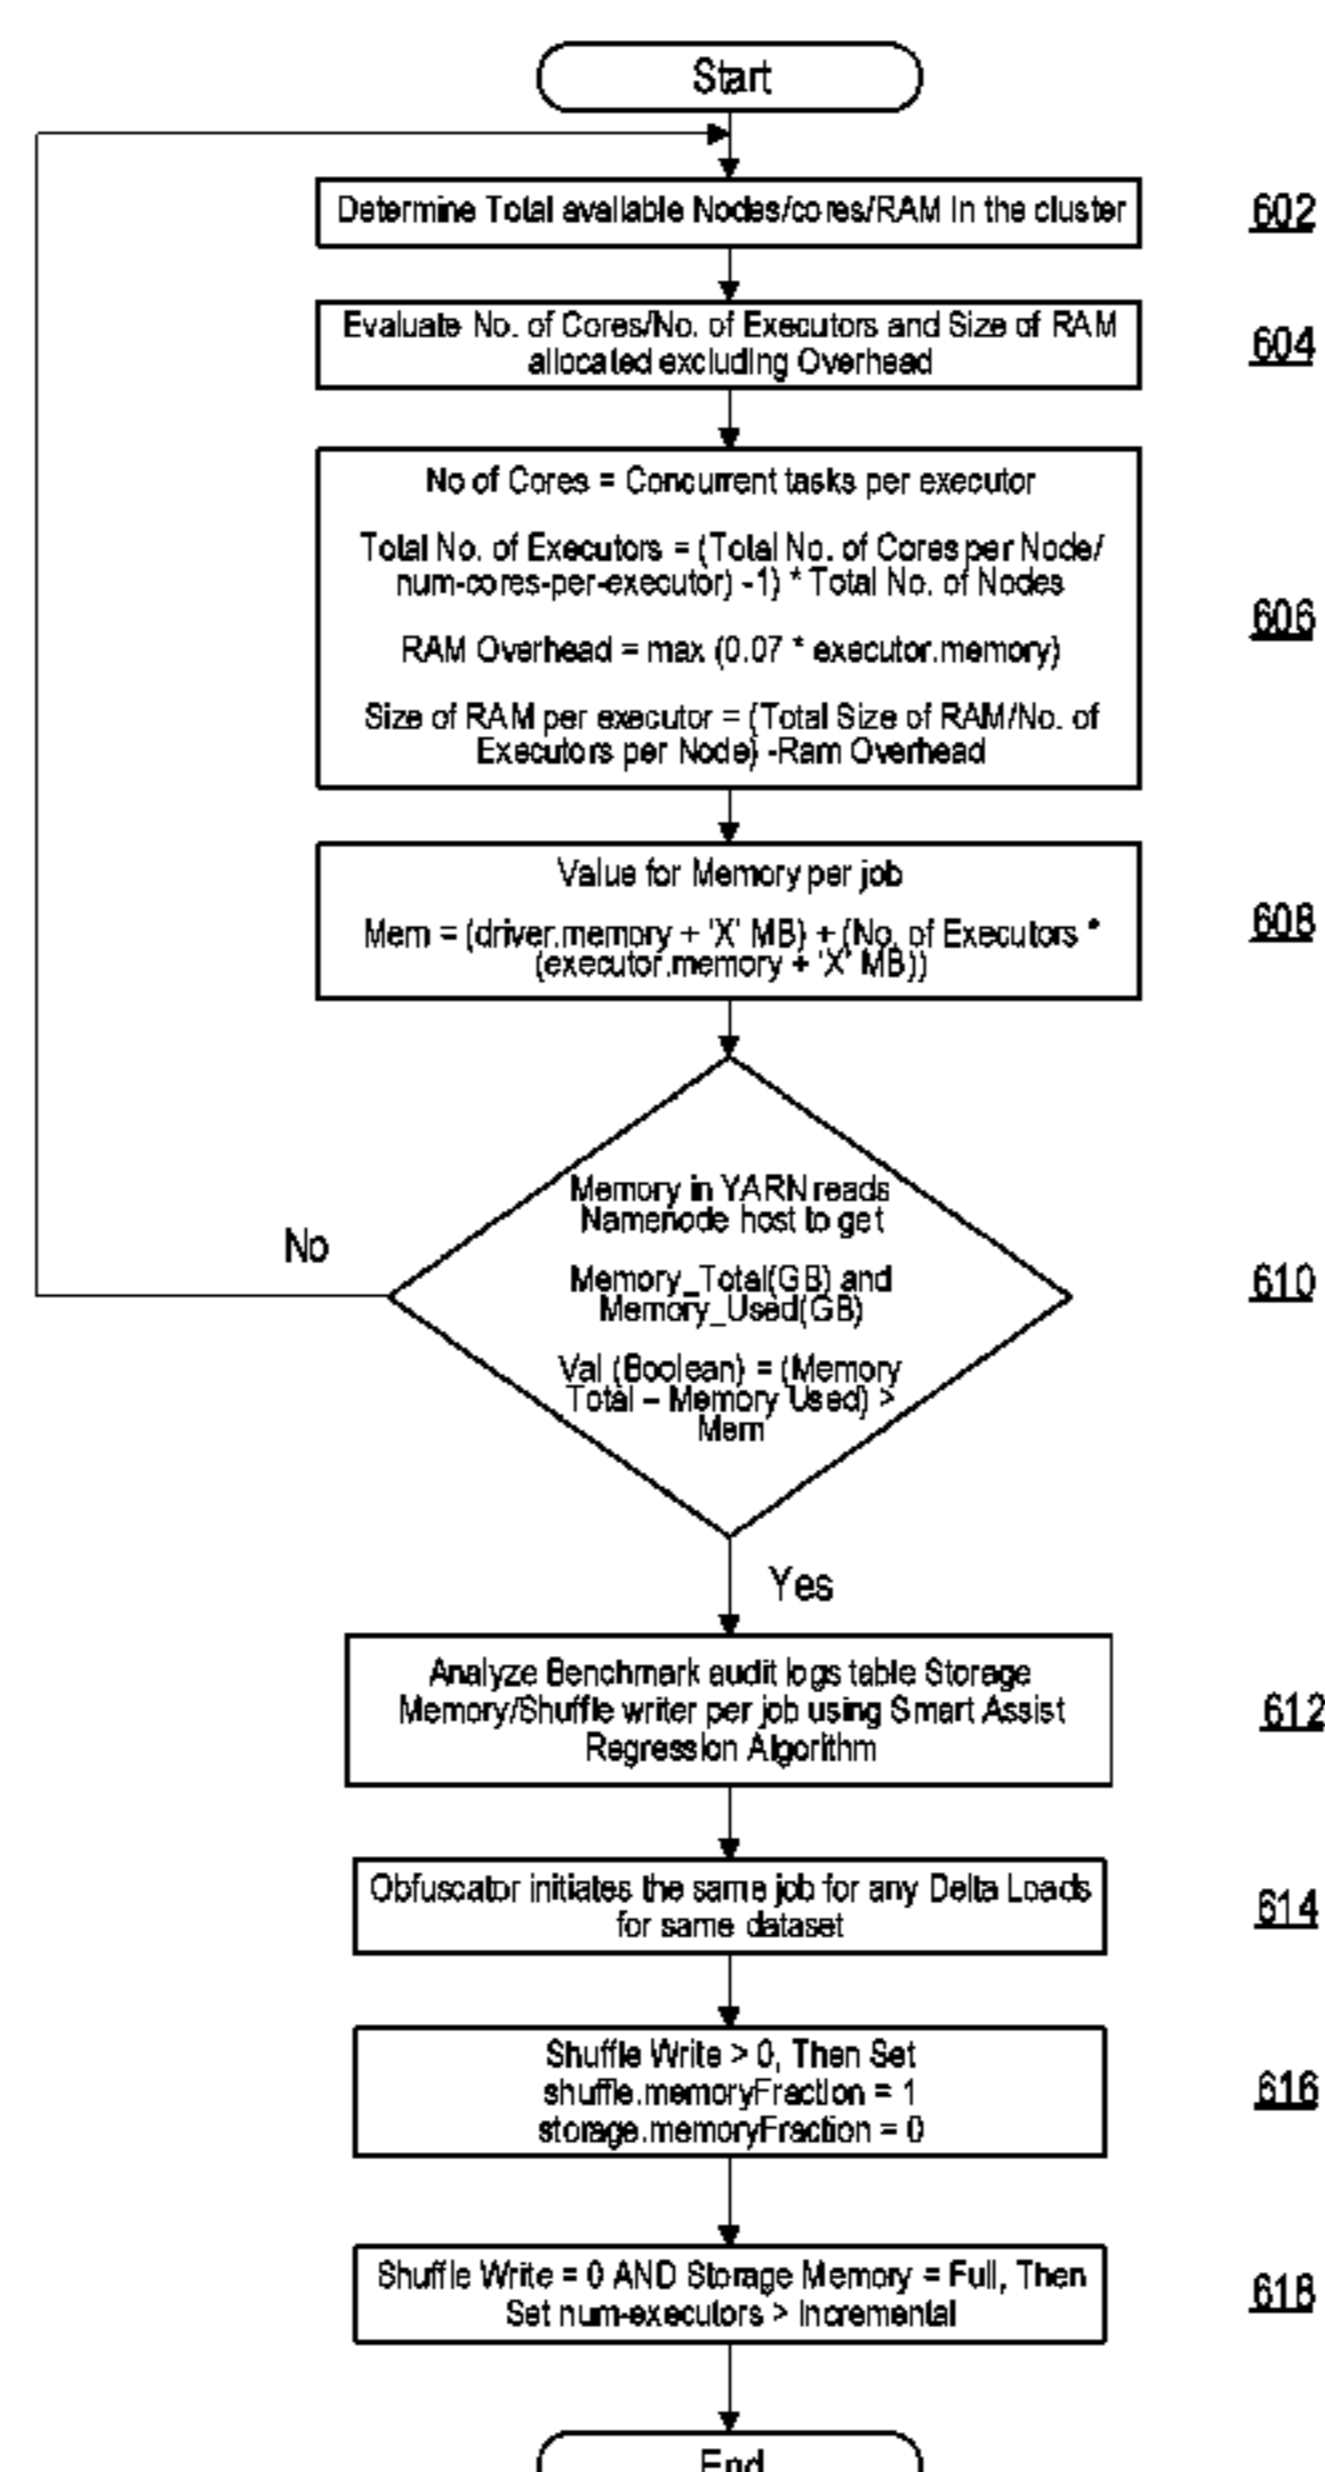 Start
Determine Total available Nodes/cores/RAM In the cluster
602
Evaluate No. of Cores/No. of Executors and Size of RAM
allocated excluding Overhead
604
No of Cores = Concurrent tasks per executor
Total No. of Executors = (Total No. of Cores per Node/
num-cores-per-executor) -1) * Total No. of Nodes
RAM Overhead = max (0.07 * executor.memory)
Size of RAM per executor = (Total Size of RAM/No. of
Executors per Node) -Ram Overhead
606
Value for Memory per job
Mem = (driver.memory + 'X' MB) + (No. of Executors *
(executor.memory + 'X' MB))
608
Memory in YARN reads
Namenode host to get
Memory_Total(GB) and
Memory_Used(GB)
Val (Boolean) = (Memory
Total – Memory Used) >
Mem
610
No
Yes
Analyze Benchmark audit logs table Storage
Memory/Shuffle writer per job using Smart Assist
Regression Algorithm
612
Obfuscator initiates the same job for any Delta Loads
for same dataset
614
Shuffle Write > 0, Then Set
shuffle.memoryFraction = 1
storage.memoryFraction = 0
616
Shuffle Write = 0 AND Storage Memory = Full, Then
Set num-executors > Incremental
618
End